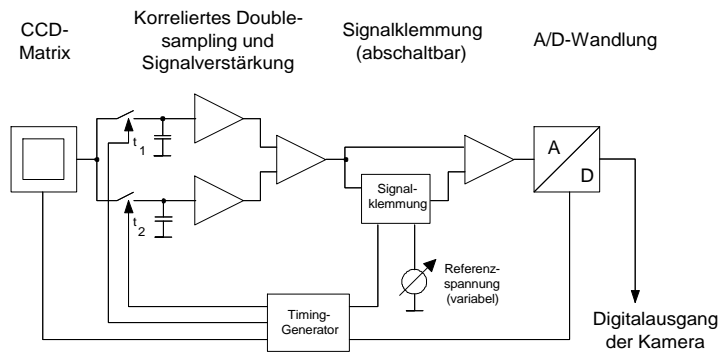 CCD-
Matrix
Korreliertes Double-
sampling und
Signalverstärkung
Signalklemmung
(abschaltbar)
A/D-Wandlung
t1
t2
A
D
Signal-
klemmung
Referenz-
spannung
(variabel)
Timing-
Generator
Digitalausgang
der Kamera